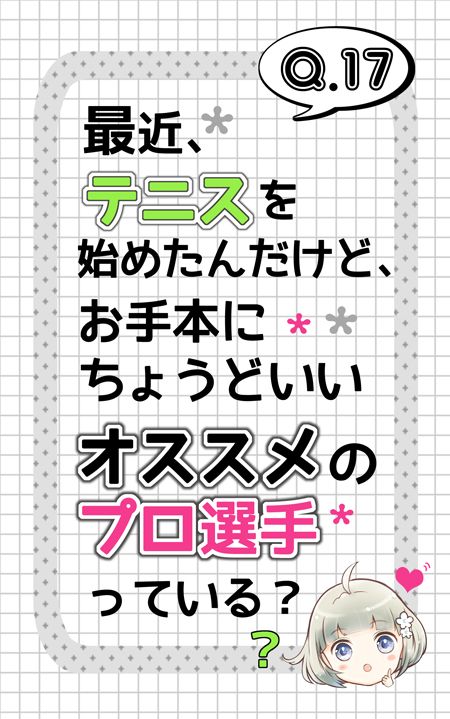 Q.17
最近、
テニスを
始めたんだけど、
お手本に
ちょうどいい
オススメの
プロ選手
っている？
?